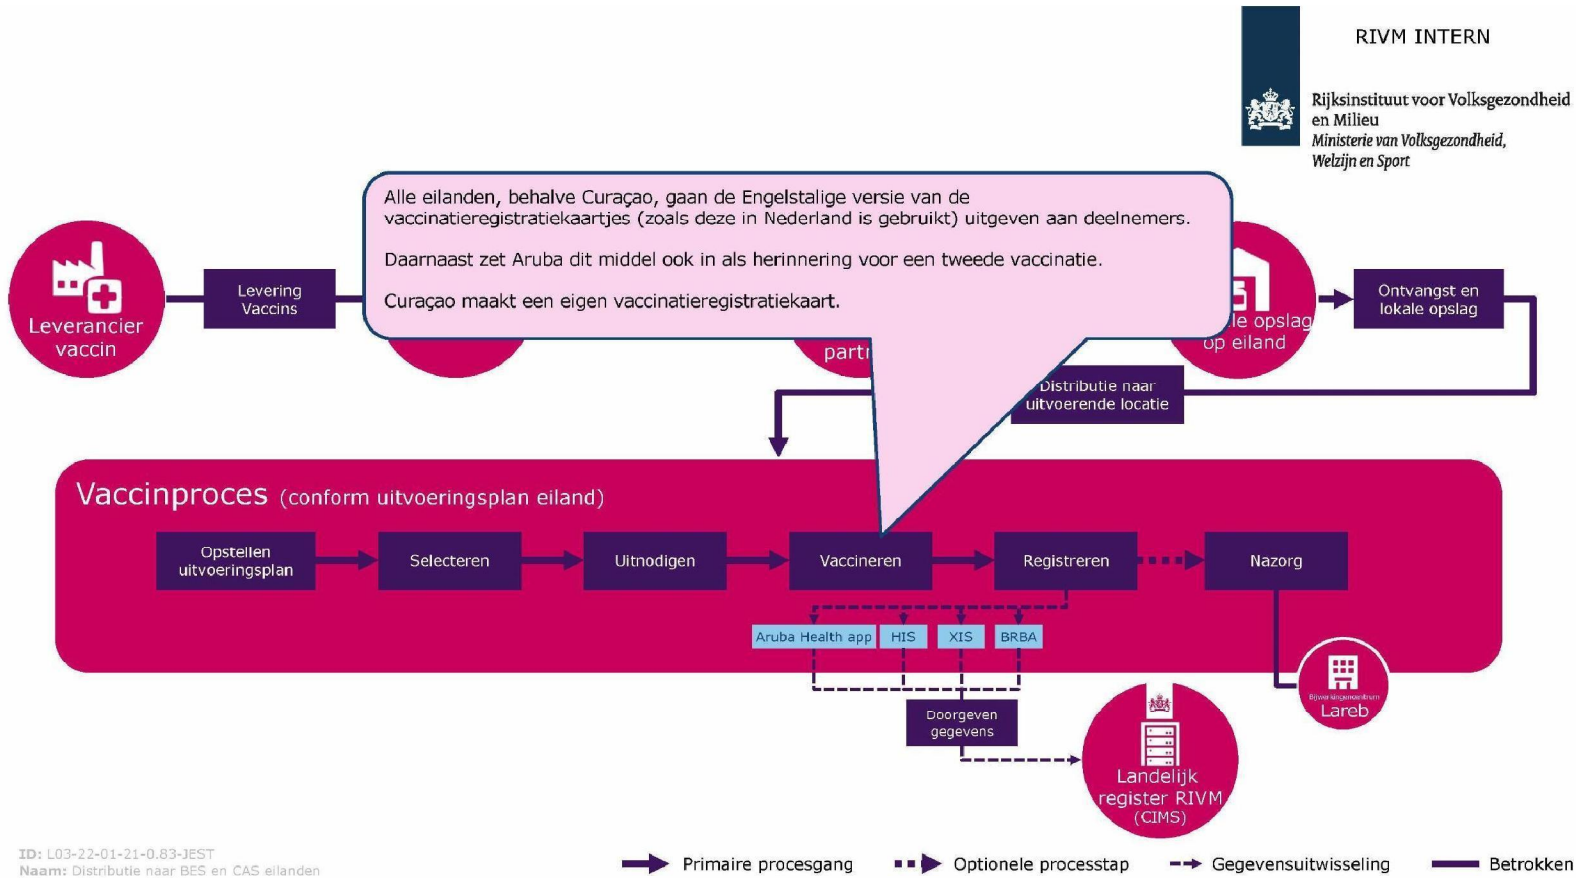 RIVM INTERN
Rijksinstituut voor Volksgezondheid
en Milieu
Ministerie van Volksgezondheid,
Welzijn en Sport
Alle eilanden, behalve Curaçao, gaan de Engelstalige versie van de
vaccinatieregistratiekaartjes (zoals deze in Nederland is gebruikt) uitgeven aan deelnemers.
Daarnaast zet Aruba dit middel ook in als herinnering voor een tweede vaccinatie.
Curaçao maakt een eigen vaccinatieregistratiekaart.
Leverancier
vaccin
Levering
Vaccins
opslag
op eiland
Ontvangst en
lokale opslag
Distributie naar
uitvoerende locatie
Vaccinproces (conform uitvoeringsplan eiland)
Opstellen
uitvoeringsplan
Selecteren
Uitnodigen
Vaccineren
Registreren
Nazorg
Aruba Health app
HIS
XIS
BRBA
Bijwerkingencentrum
Lareb
Doorgeven
gegevens
Landelijk
register RIVM
(CIMS)
ID: L03-22-01-21-0.83-JEST
Naam: Distributie naar BES en CAS eilanden
Primaire procesgang
Optionele processtap
Gegevensuitwisseling
Betrokken